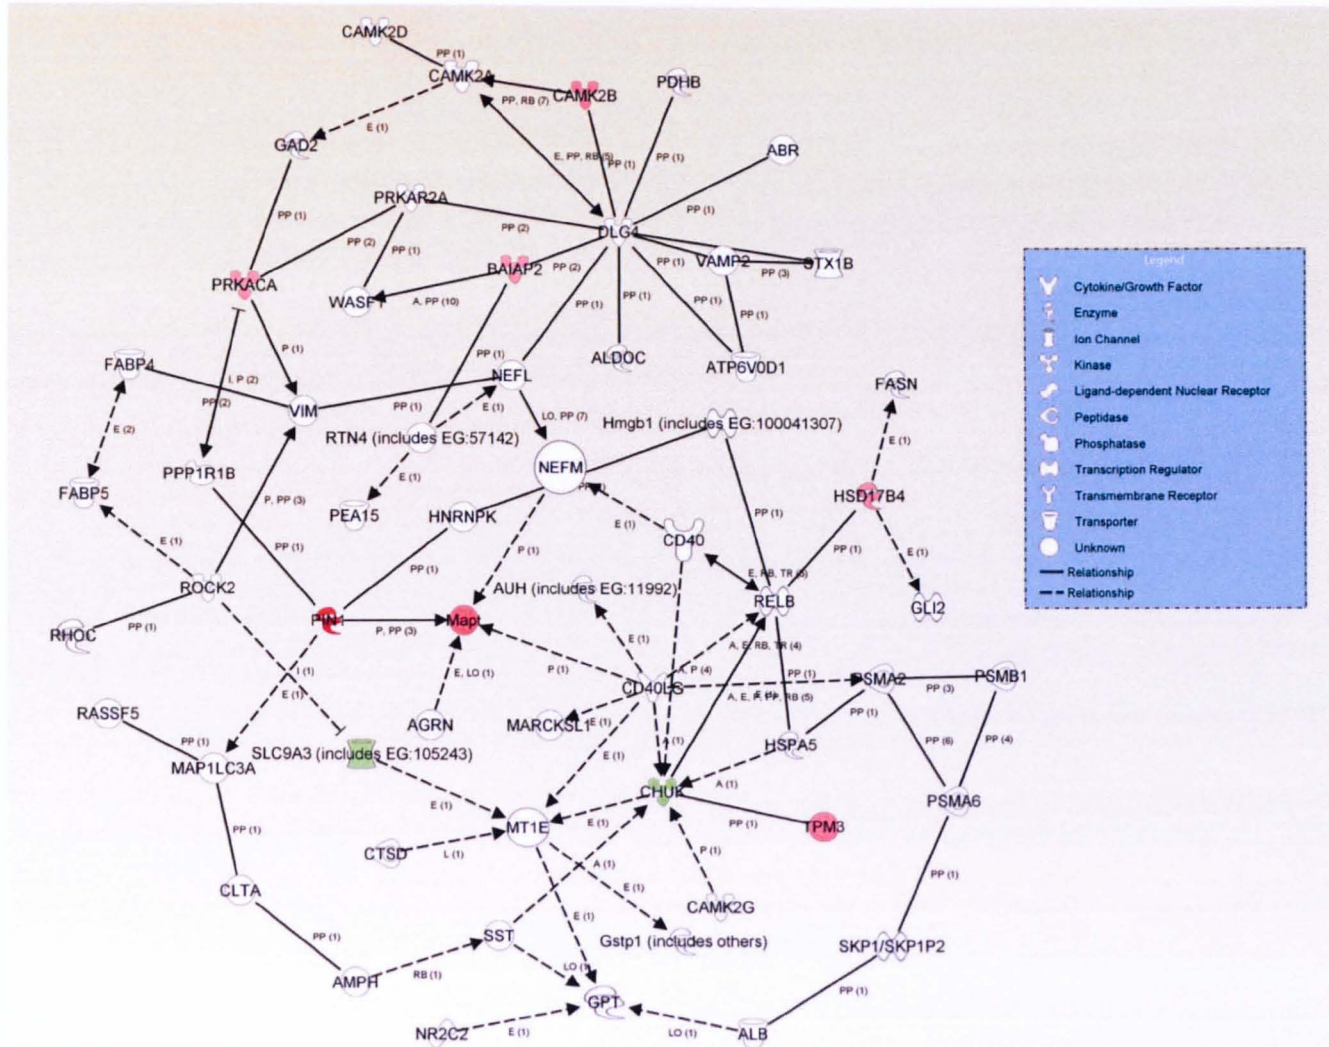 CAMK2D
PP (1)
CAMK2A
CAMK2B
PDHB
PP, RB (7)
E (1)
GAD2
E, PP, RB (5)
PP (1)
PP (1)
ABR
PRKAR2A
PP (1)
PP (1)
PP (2)
PP (1)
PP (2)
DLG4
PRKACA
BAIAP2
PP (2)
PP (1)
VAMP2
PP (3)
STX1B
WASF1
A, PP (10)
PP (1)
PP (1)
PP (1)
PP (1)
P (1)
FABP4
PP (1)
NEFL
ALDOC
ATP6V0D1
FASN
I, P (2)
PP (2)
VIM
PP (1)
E (1)
LO, PP (7)
Hmgb1 (includes EG:100041307)
E (2)
RTN4 (includes EG:57142)
E (1)
PPP1R1B
NEFM
E (1)
FABP5
P, PP (3)
PEA15
HNRNPK
PP (1)
HSD17B4
E (1)
CD40
E (1)
PP (1)
P (1)
PP (1)
E (1)
PP (1)
AUH (includes EG:11992)
E, RB, TR (5)
ROCK2
RELB
GLI2
RHOC
PP (1)
PIN1
P, PP (3)
Mapt
E (1)
A, E, RB, TR (4)
I (1)
E, LO (1)
P (1)
A, P (4)
PP (1)
PSMA2
PSMB1
E (1)
CD40LG
A, E, P, PP, RB (5)
PP (3)
RASSF5
AGRN
MARCKSL1
E (1)
PP (1)
PP (1)
SLC9A3 (includes EG:105243)
E (1)
HSPA5
PP (6)
PP (4)
MAP1LC3A
A (1)
CHUK
PSMA6
E (1)
MT1E
E (1)
PP (1)
TPM3
PP (1)
CTSD
L (1)
A (1)
P (1)
PP (1)
CLTA
E (1)
CAMK2G
E (1)
PP (1)
SST
Gstp1 (includes others)
SKP1/SKP1P2
AMPH
RB (1)
GPT
PP (1)
NR2C2
E (1)
LO (1)
ALB
Legend
Cytokine/Growth Factor
Enzyme
Ion Channel
Kinase
Ligand-dependent Nuclear Receptor
Peptidase
Phosphatase
Transcription Regulator
Transmembrane Receptor
Transporter
Unknown
Relationship
Relationship